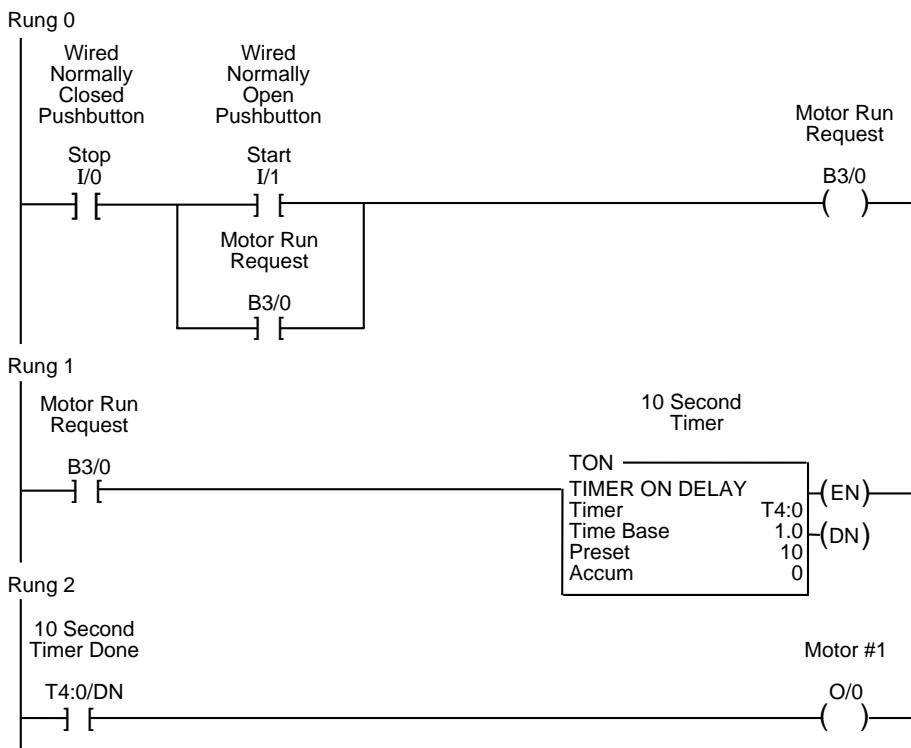 Rung 0
Wired
Normally
Closed
Pushbutton
Wired
Normally
Open
Pushbutton
Motor Run
Request
Stop
I/0
Start
I/1
B3/0
Motor Run
Request
B3/0
Rung 1
Motor Run
Request
10 Second
Timer
B3/0
TON
TIMER ON DELAY
Timer T4:0
Time Base 1.0
Preset 10
Accum 0
(EN)
(DN)
Rung 2
10 Second
Timer Done
Motor #1
T4:0/DN
O/0